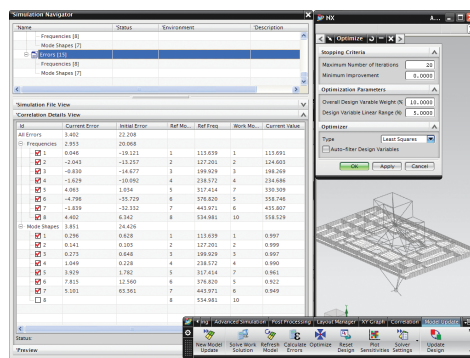 Simulation Navigator
Name Status Environment Description
Frequencies [8]
Mode Shapes [7]
Errors [15]
Frequencies [8]
Mode Shapes [7]
Simulation File View
Correlation Details View
Id Current Error Initial Error Ref Mo... Ref Freq Work Mo... Current Value
All Errors 3.402 22.208
Frequencies 2.953 20.068
1 0.046 -19.121 1 113.639 1 113.691
2 -2.043 -13.257 2 127.201 2 124.603
3 -0.830 -14.677 3 199.929 3 198.269
4 -1.629 -10.092 4 238.572 4 234.686
5 4.063 1.034 5 317.414 7 330.309
6 -4.796 -35.729 6 376.820 5 358.746
7 -1.839 -32.332 7 443.971 6 435.807
8 4.402 6.342 8 534.981 10 558.529
Mode Shapes 3.851 24.426
1 0.296 0.628 1 113.639 1 0.997
2 0.141 0.105 2 127.201 2 0.999
3 0.273 0.648 3 199.929 3 0.997
4 1.049 0.228 4 238.572 4 0.990
5 3.929 1.782 5 317.414 7 0.961
6 7.815 12.560 6 376.820 5 0.922
7 5.101 63.361 7 443.971 6 0.949
8 8 534.981 10
Status:
Preview
NX A...
Optimize
Stopping Criteria
Maximum Number of Iterations 20
Minimum Improvement 0.0000
Optimization Parameters
Overall Design Variable Weight (%) 10.0000
Design Variable Linear Range (%) 5.0000
Optimizer
Type Least Squares
Auto-filter Design Variables
OK Apply Cancel
Advanced Simulation Post Processing Layout Manager XY Graph Correlation Model Update
New Model Update Solve Work Solution Refresh Model Calculate Errors Optimize Reset Design Plot Sensitivities Solver Settings Update Design